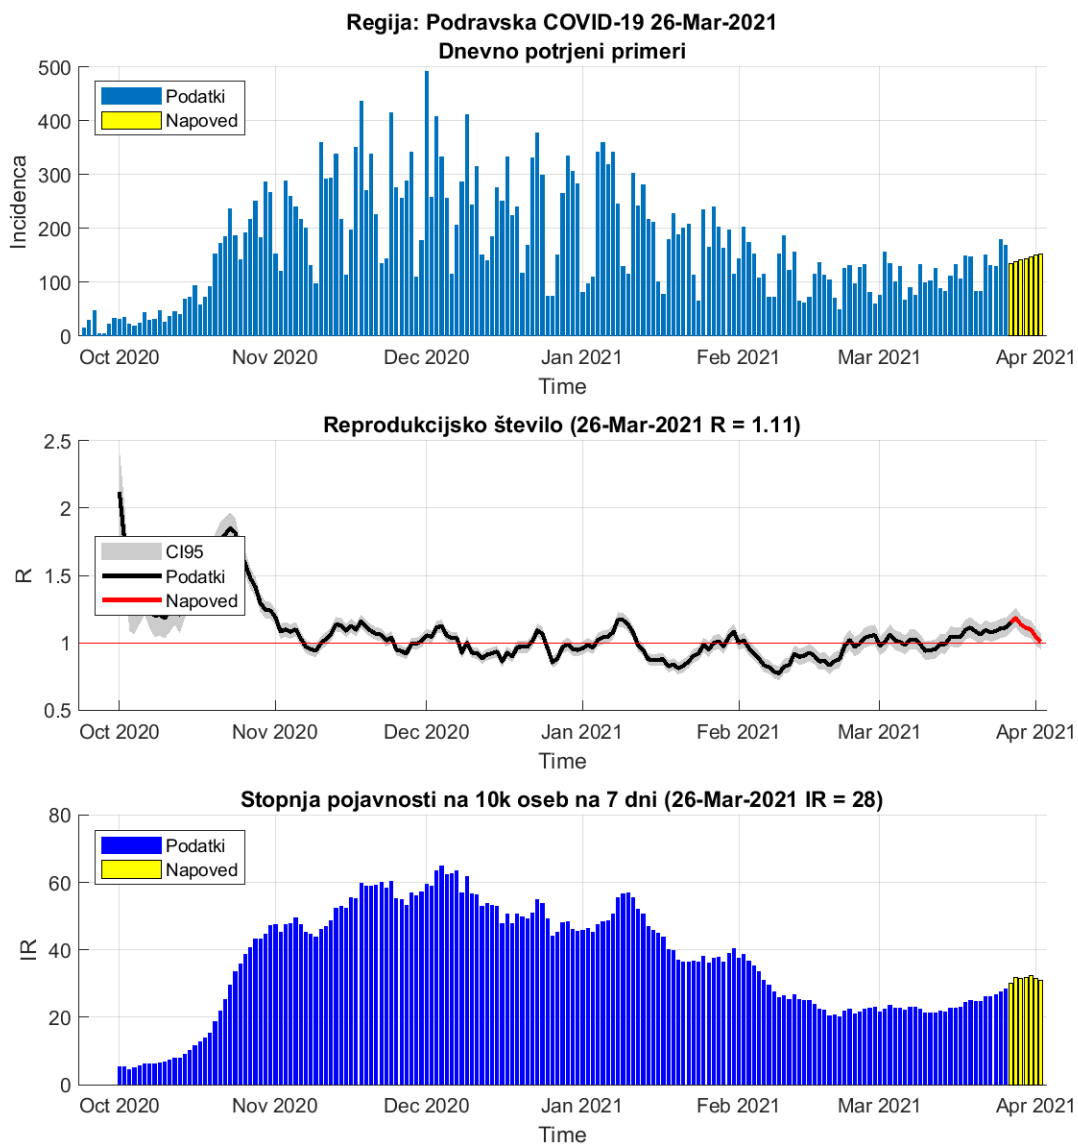 Regija: Podravska COVID-19 26-Mar-2021
Dnevno potrjeni primeri
500
400
300
200
100
0
Incidenca
Podatki
Napoved
Oct 2020 Nov 2020 Dec 2020 Jan 2021 Feb 2021 Mar 2021 Apr 2021
Time
Reprodukcijsko število (26-Mar-2021 R = 1.11)
2.5
2
1.5
1
0.5
R
CI95
Podatki
Napoved
Oct 2020 Nov 2020 Dec 2020 Jan 2021 Feb 2021 Mar 2021 Apr 2021
Time
Stopnja pojavnosti na 10k oseb na 7 dni (26-Mar-2021 IR = 28)
80
60
40
20
0
IR
Podatki
Napoved
Oct 2020 Nov 2020 Dec 2020 Jan 2021 Feb 2021 Mar 2021 Apr 2021
Time